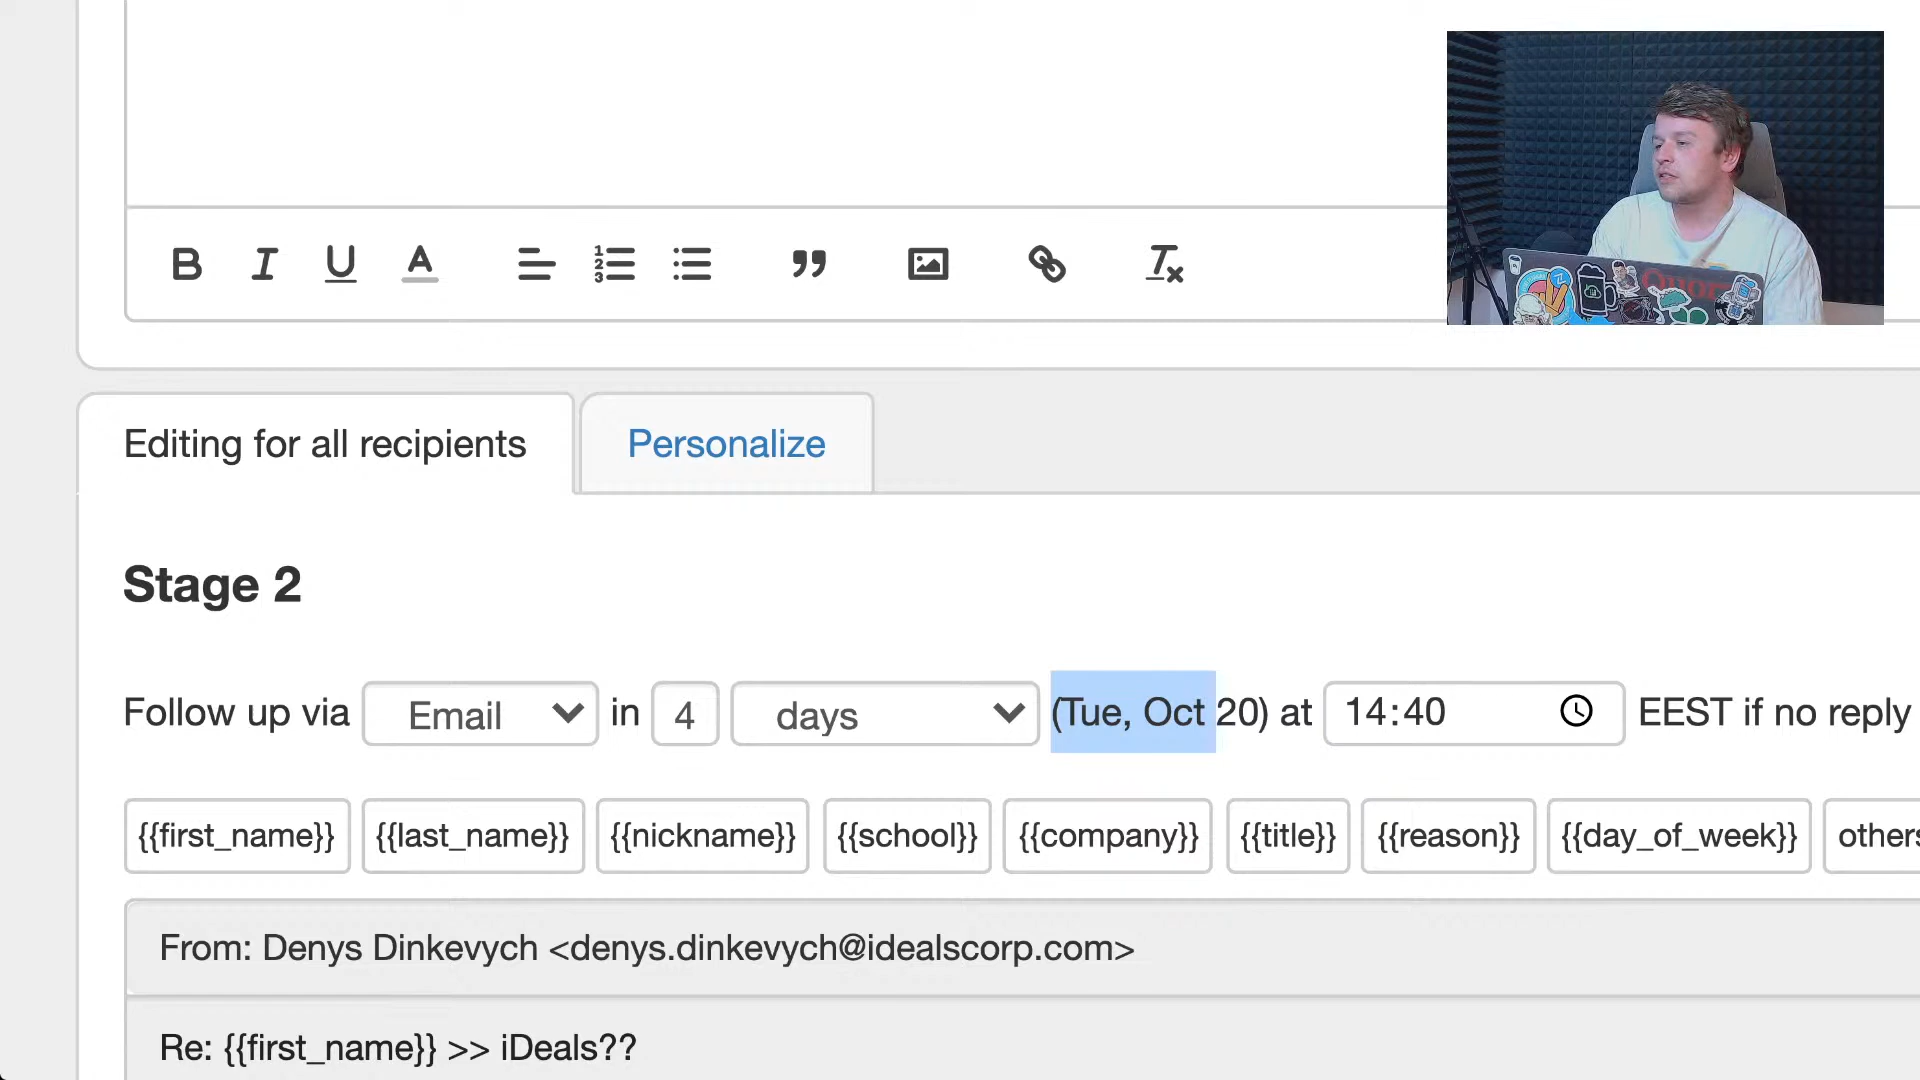 B I U A
Editing for all recipients
Personalize
Stage 2
Follow up via Email in 4 days (Tue, Oct 20) at 14:40 EEST if no reply
{{first_name}} {{last_name}} {{nickname}} {{school}} {{company}} {{title}} {{reason}} {{day_of_week}} others
From: Denys Dinkevych <denys.dinkevych@idealscorp.com>
Re: {{first_name}} >> iDeals??